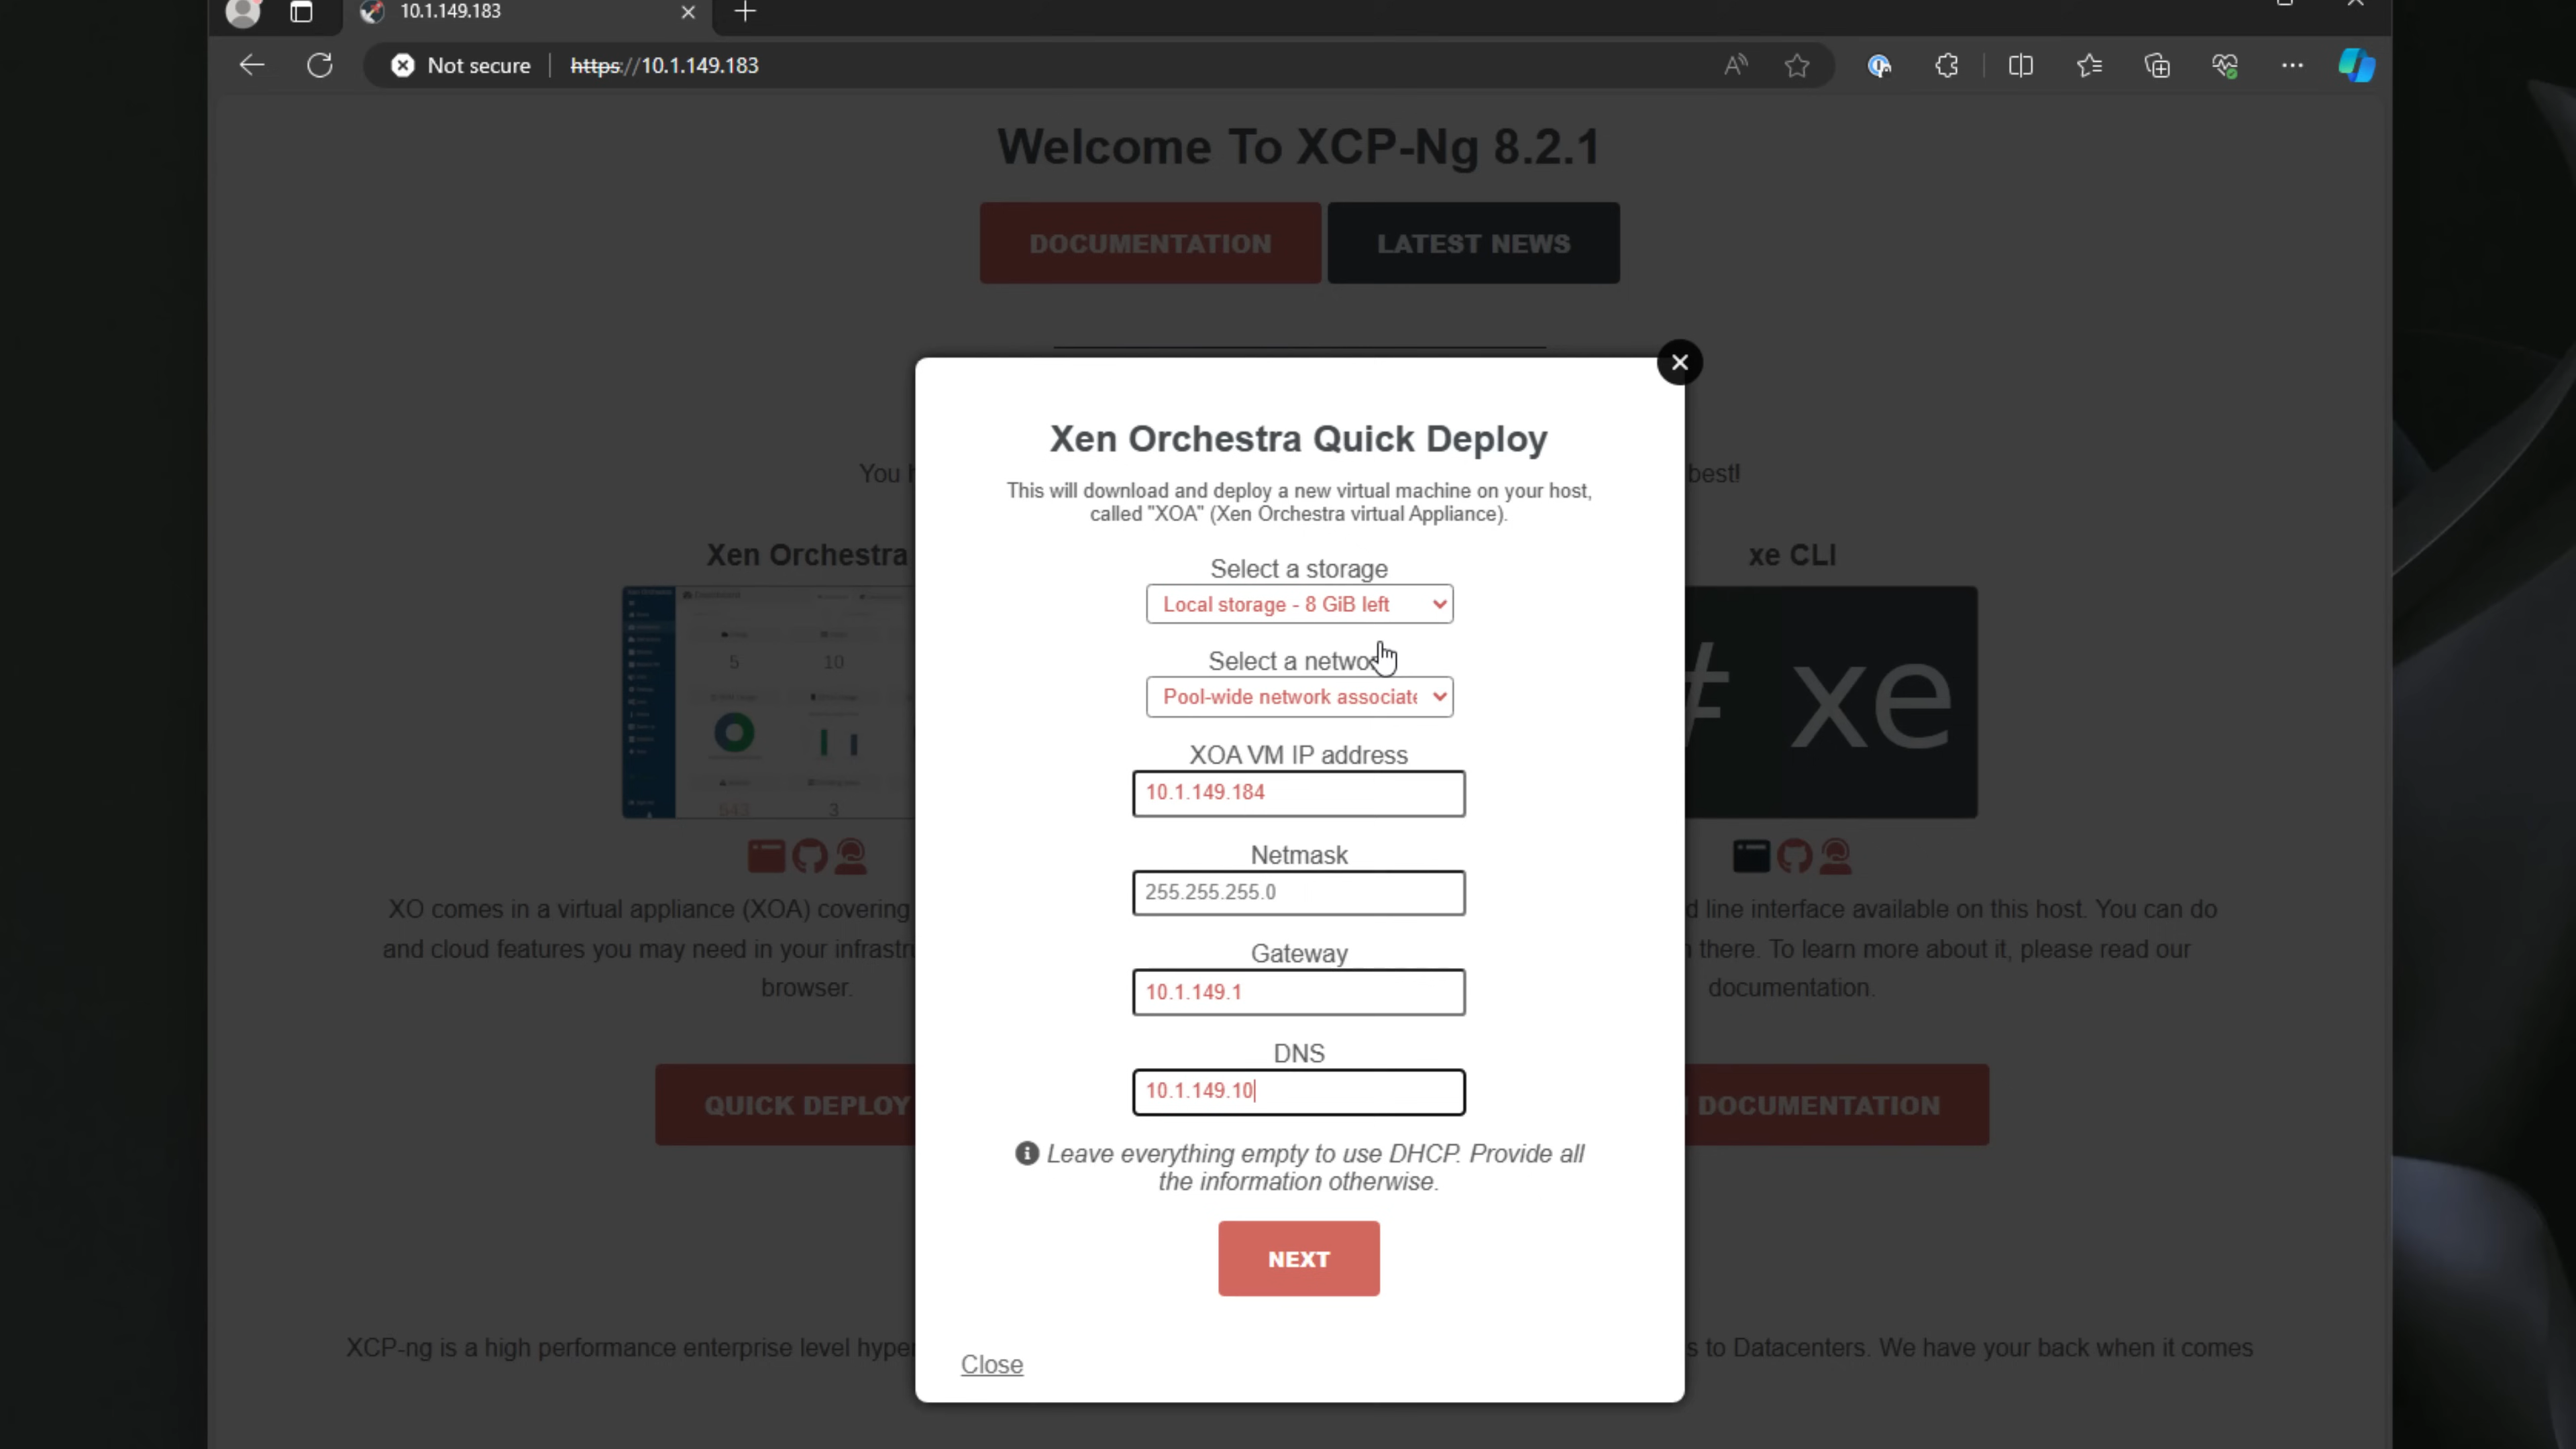 10.1.149.183
Not secure
https://10.1.149.183
Welcome To XCP-Ng 8.2.1
DOCUMENTATION
LATEST NEWS
You
best!
Xen Orchestra
xe CLI
5
10
543
3
# xe
XO comes in a virtual appliance (XOA) covering
and cloud features you may need in your
browser.
line interface available on this host. You can do
there. To learn more about it, please read our
documentation.
QUICK DEPLOY
DOCUMENTATION
XCP-ng is a high performance enterprise level
to Datacenters. We have your back when it comes
Xen Orchestra Quick Deploy
This will download and deploy a new virtual machine on your host,
called "XOA" (Xen Orchestra virtual Appliance).
Select a storage
Local storage - 8 GiB left
Select a network
Pool-wide network associate
XOA VM IP address
10.1.149.184
Netmask
255.255.255.0
Gateway
10.1.149.1
DNS
10.1.149.10
Leave everything empty to use DHCP. Provide all
the information otherwise.
NEXT
Close